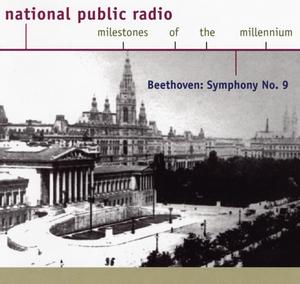 national public radio
milestones of the millennium
Beethoven: Symphony No. 9